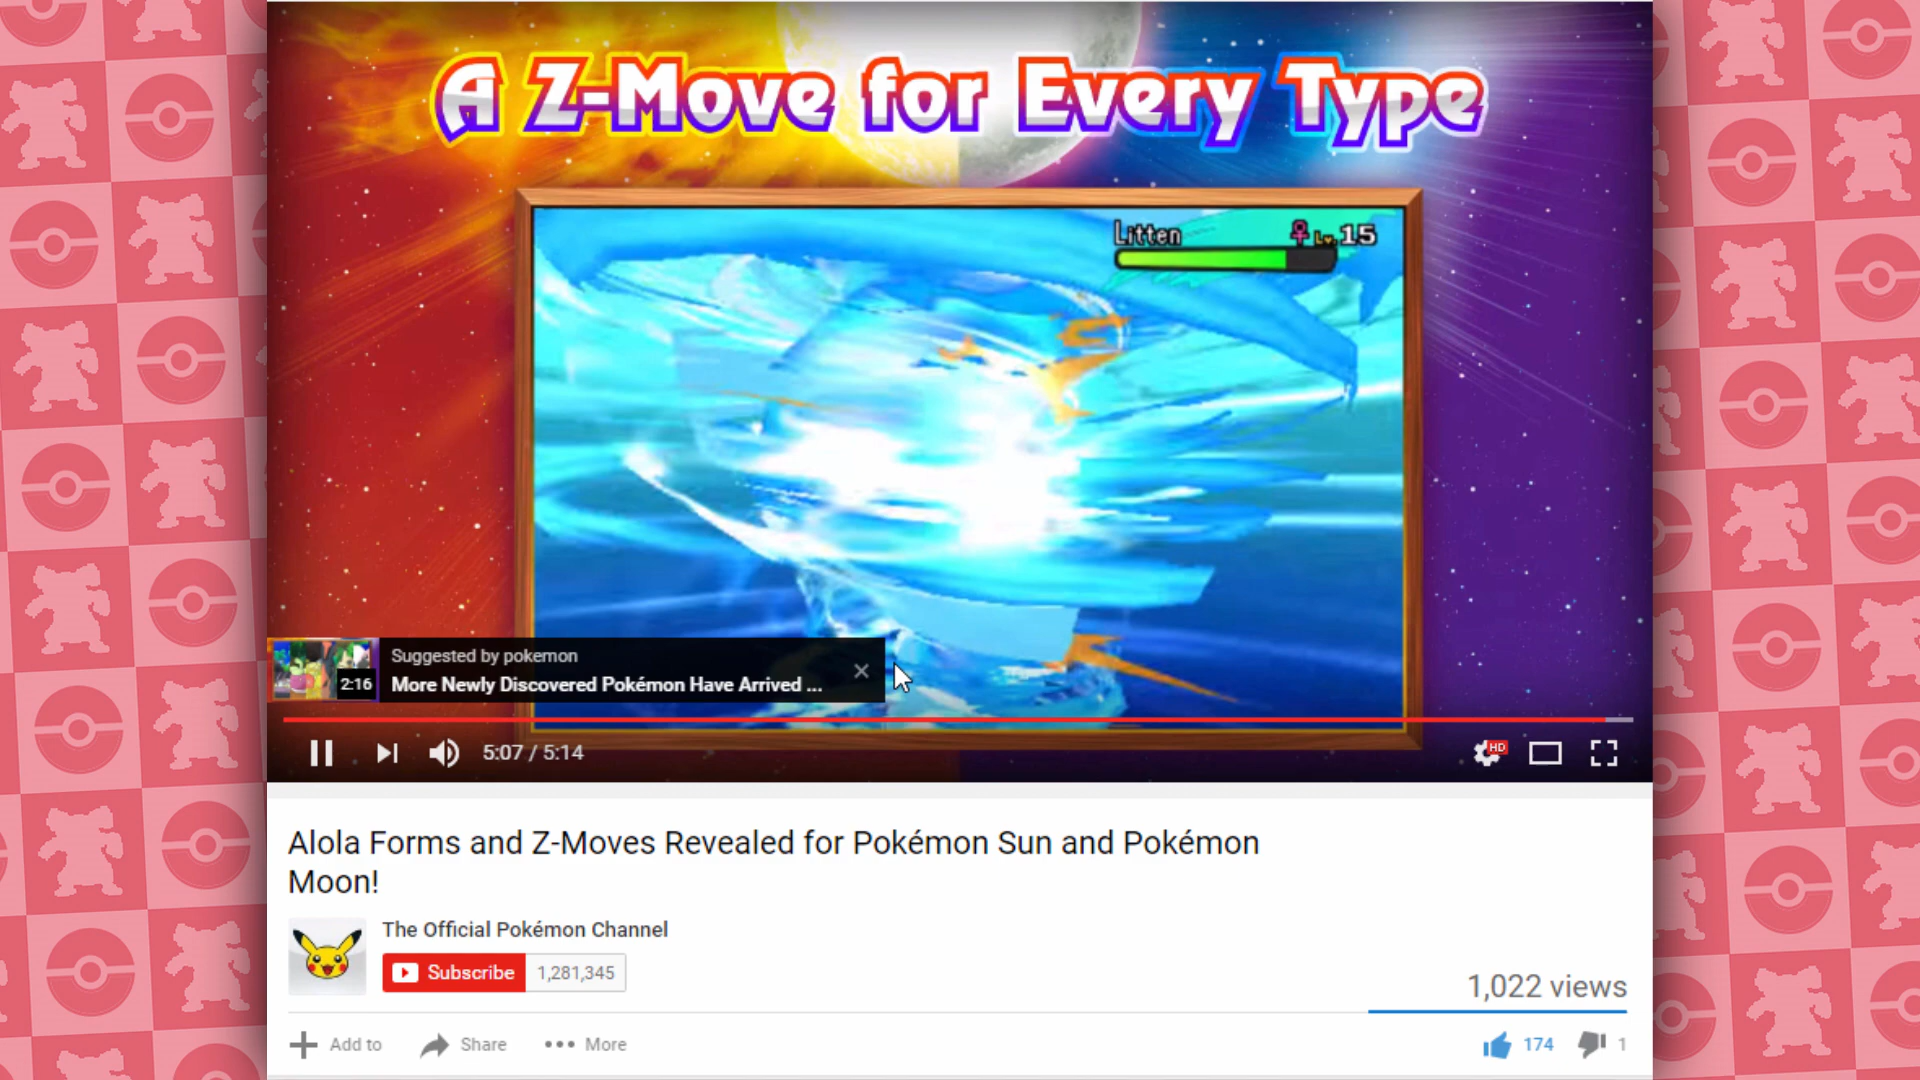 A Z-Move for Every Type
Litten ♀ Lv. 15
Suggested by pokemon
2:16
More Newly Discovered Pokémon Have Arrived ...
5:07 / 5:14
HD
Alola Forms and Z-Moves Revealed for Pokémon Sun and Pokémon
Moon!
The Official Pokémon Channel
Subscribe 1,281,345
1,022 views
Add to
Share
More
174
1